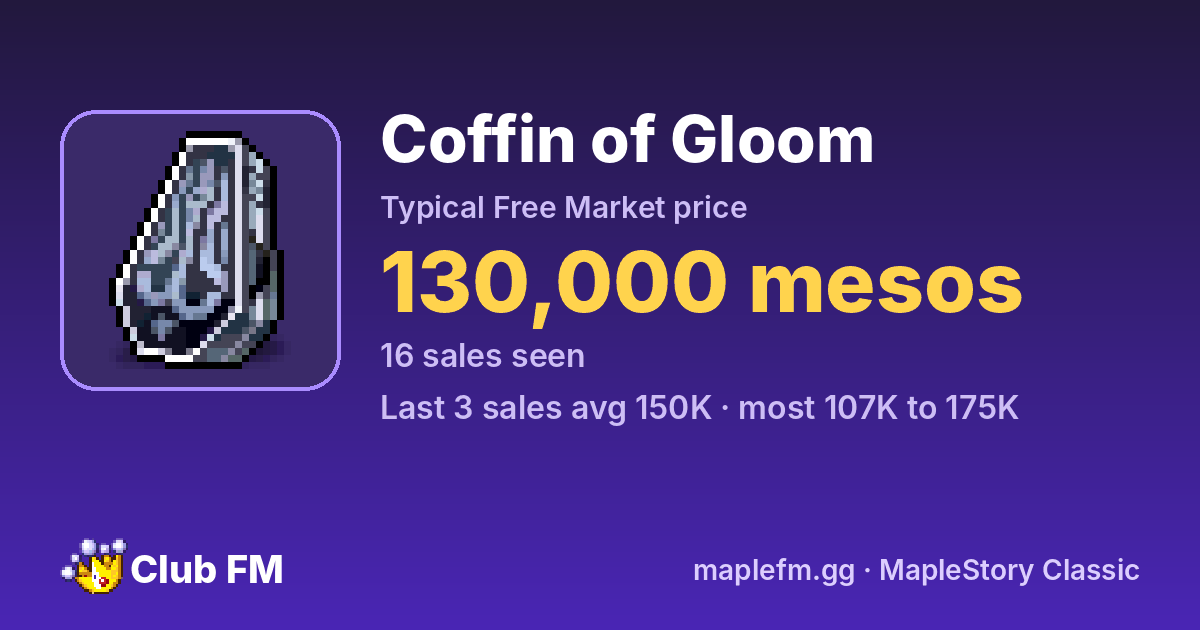 Coffin of Gloom
Typical Free Market price
130,000 mesos
16 sales seen
Last 3 sales avg 150K · most 107K to 175K
Club FM
maplefm.gg · MapleStory Classic